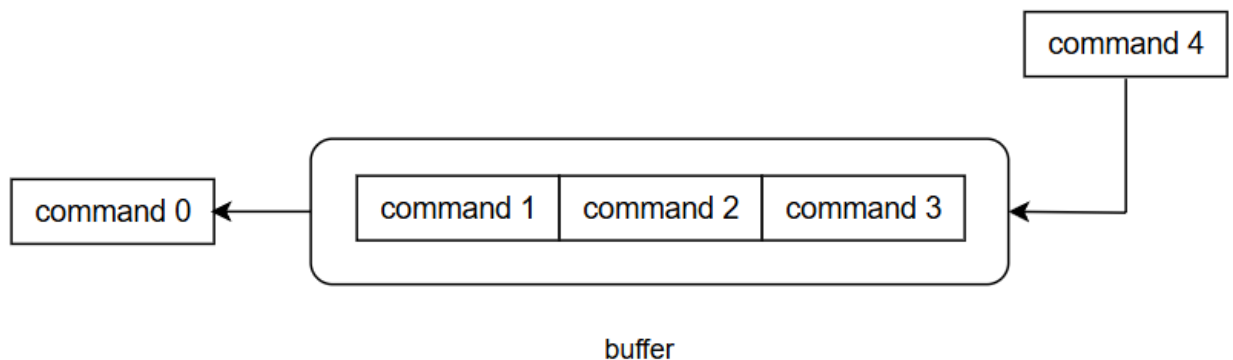 command 4
command 0
command 1
command 2
command 3
buffer